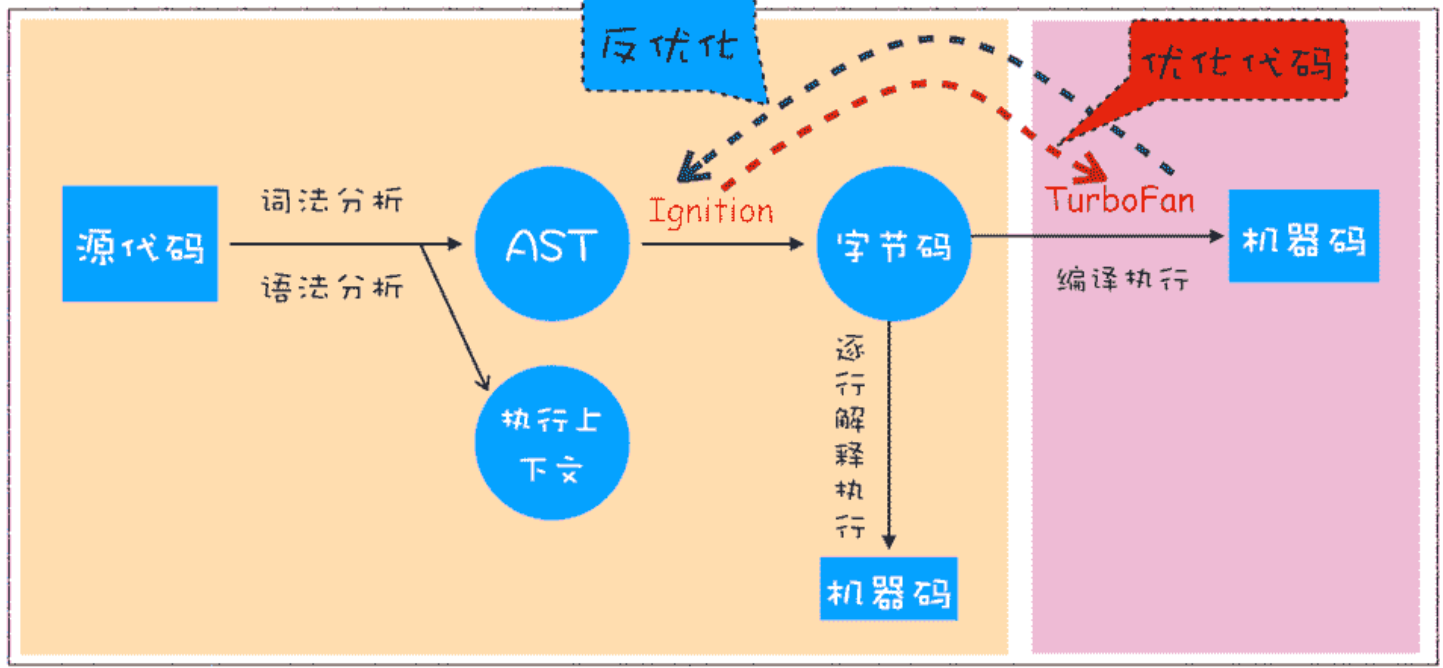 反优化
优化代码
源代码
词法分析
语法分析
AST
执行上
下文
Ignition
字节码
TurboFan
编译执行
机器码
逐
行
解
释
执
行
机器码